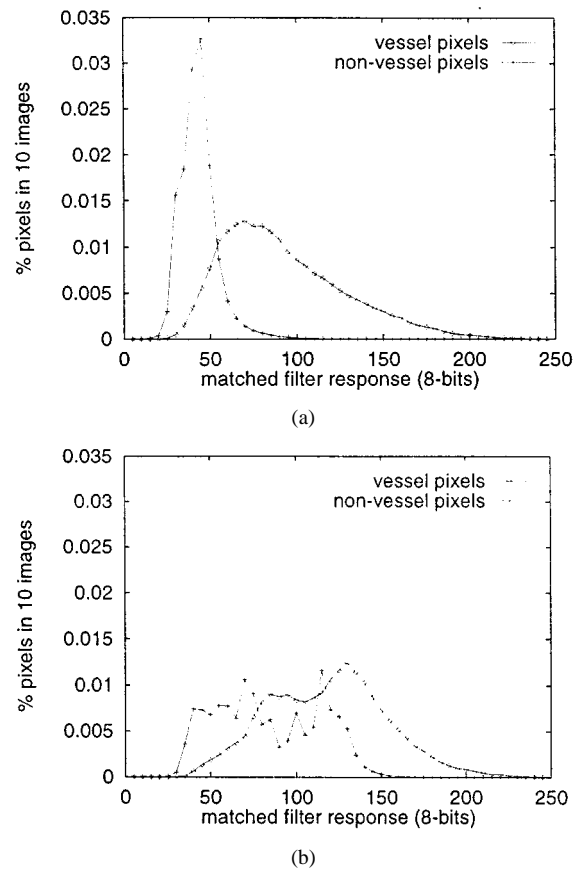 0.035
0.03
0.025
0.02
0.015
0.01
0.005
0
vessel pixels
non-vessel pixels
% pixels in 10 images
0 50 100 150 200 250
matched filter response (8-bits)
(a)
0.035
0.03
0.025
0.02
0.015
0.01
0.005
0
vessel pixels
non-vessel pixels
% pixels in 10 images
0 50 100 150 200 250
matched filter response (8-bits)
(b)